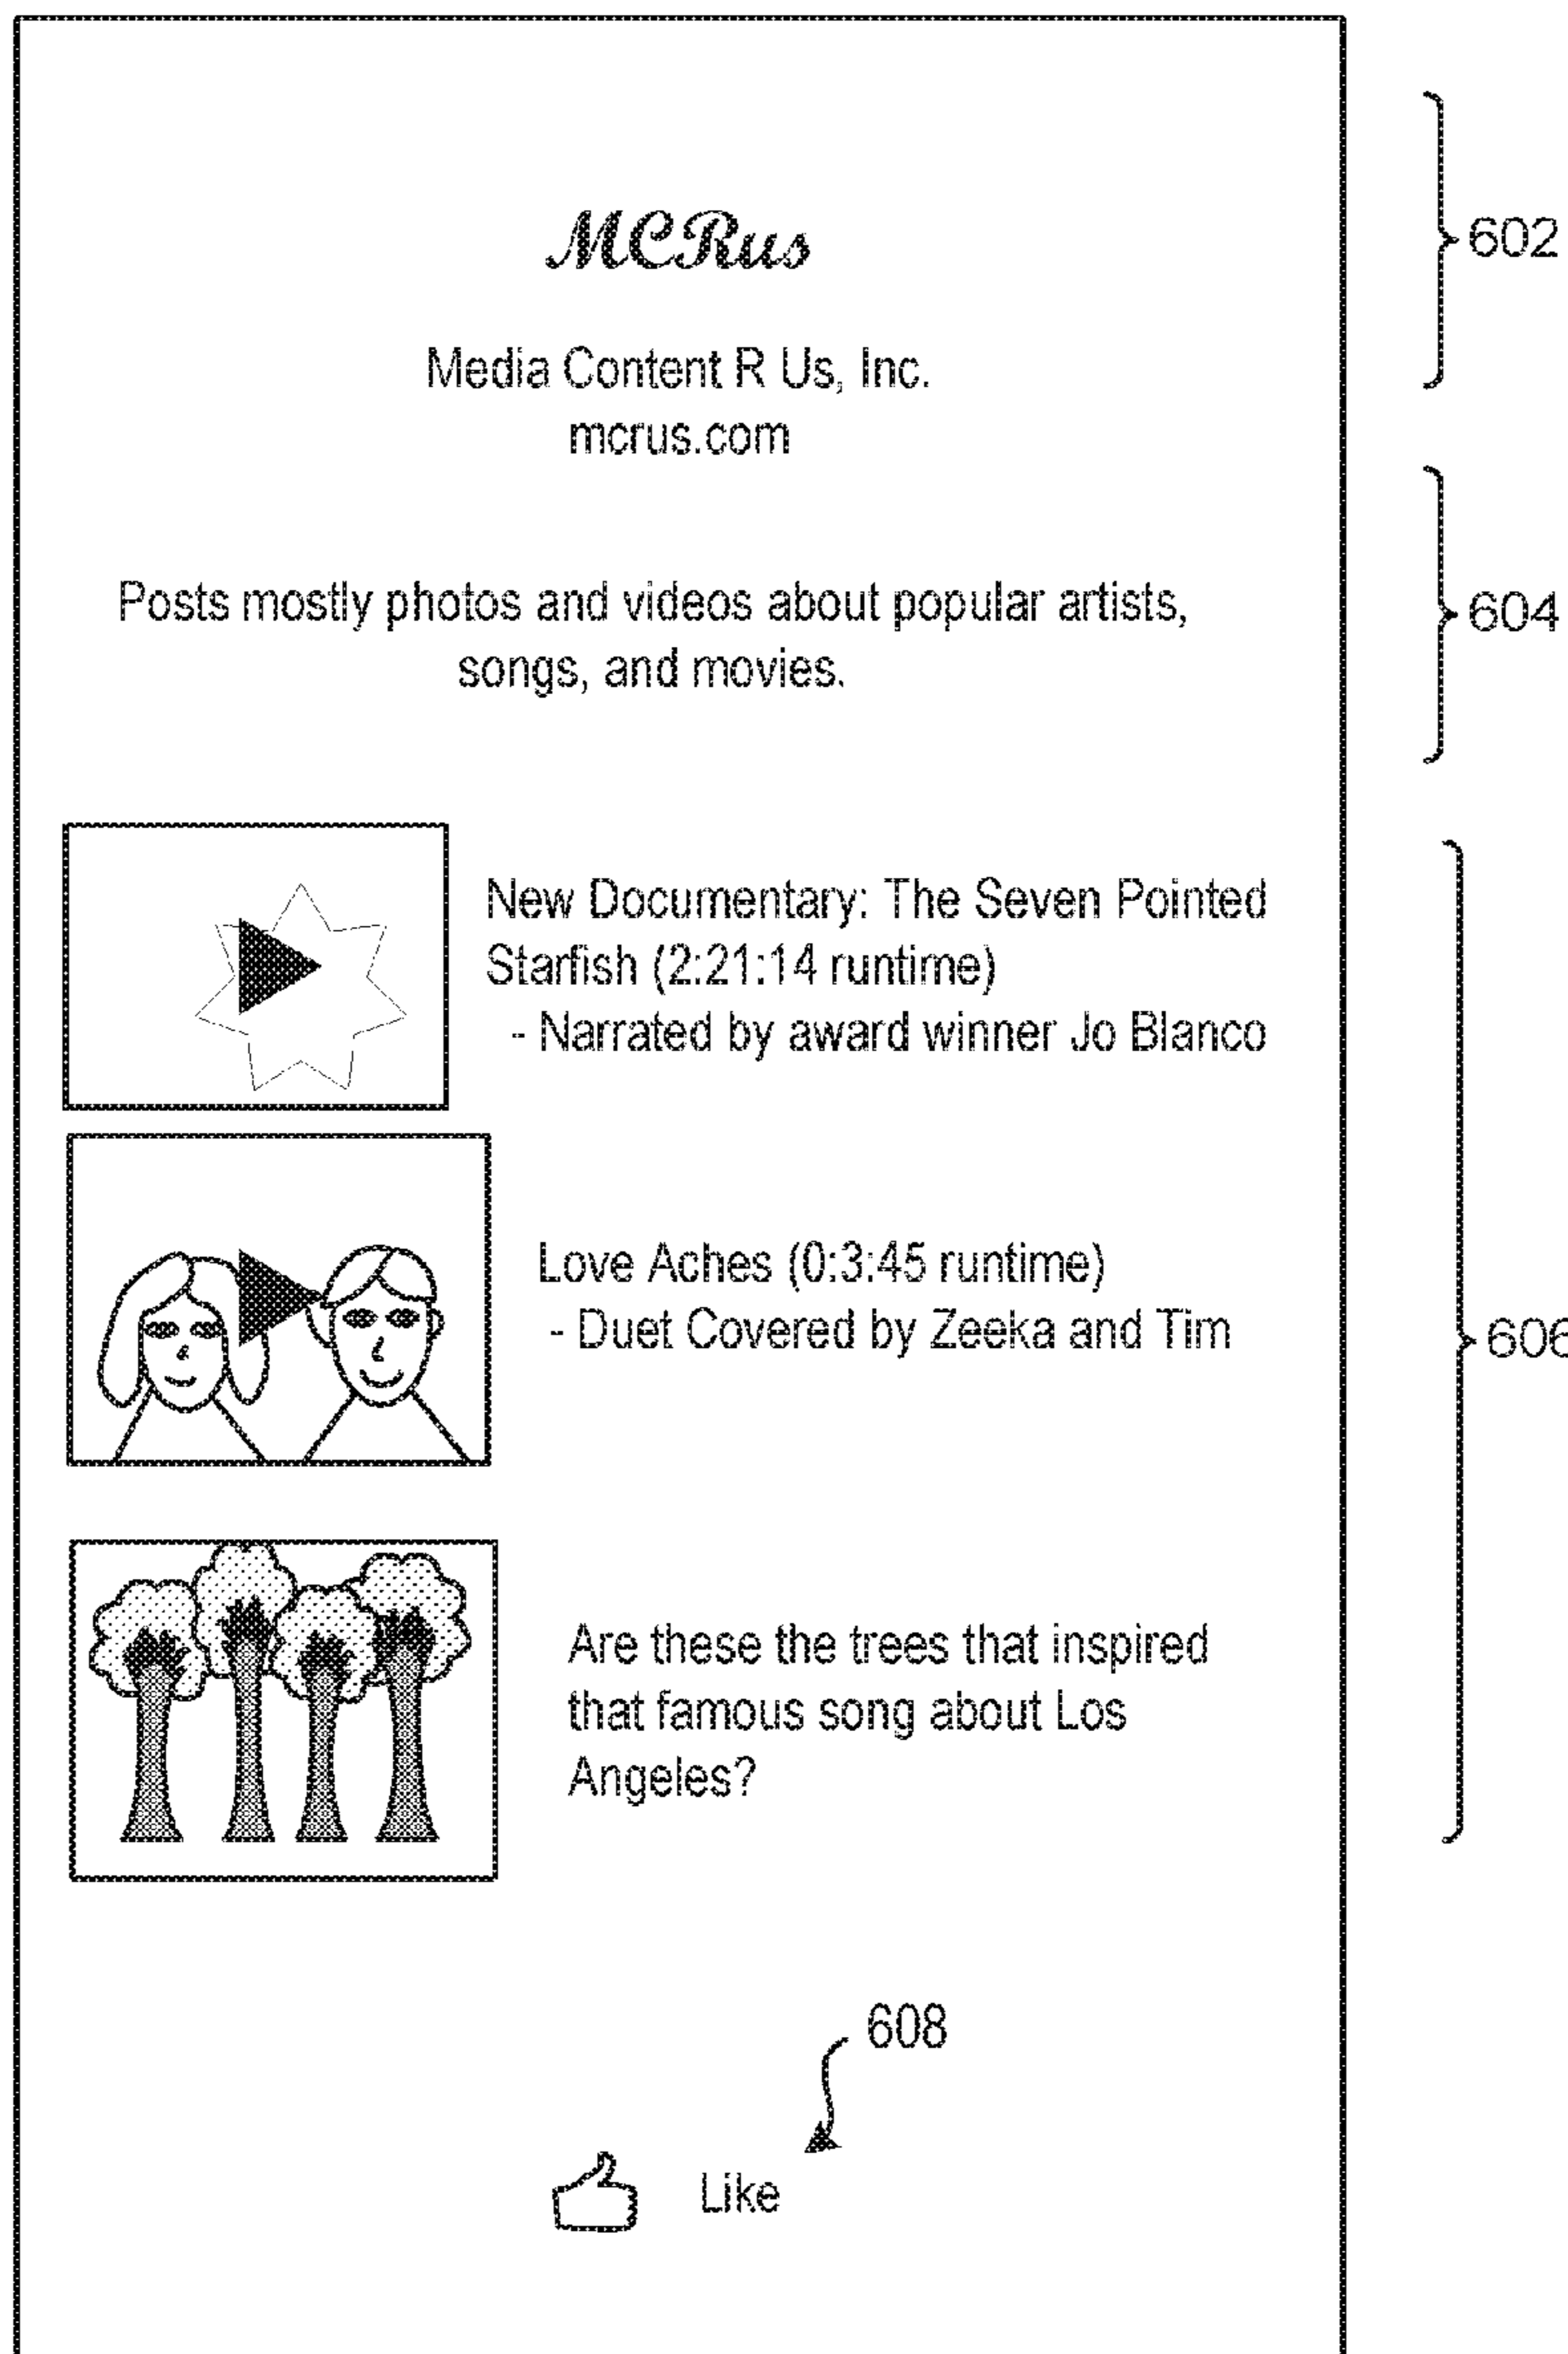 MCRus
602
Media Content R Us, Inc.
mcrus.com
Posts mostly photos and videos about popular artists,
songs, and movies.
604
New Documentary: The Seven Pointed
Starfish (2:21:14 runtime)
- Narrated by award winner Jo Blanco
Love Aches (0:3:45 runtime)
- Duet Covered by Zeeka and Tim
606
Are these the trees that inspired
that famous song about Los
Angeles?
608
Like